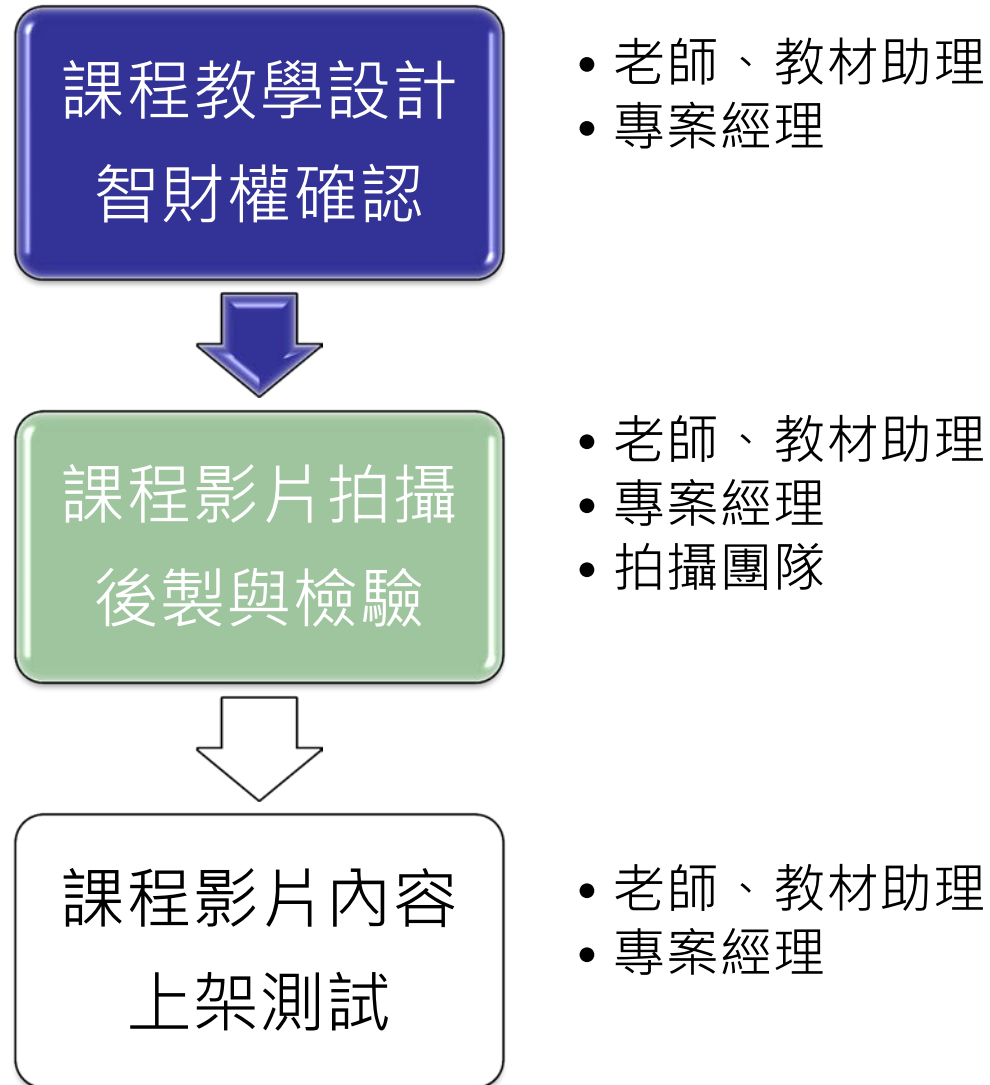 課程教學設計
智財權確認
• 老師、教材助理
• 專案經理
課程影片拍攝
後製與檢驗
• 老師、教材助理
• 專案經理
• 拍攝團隊
課程影片內容
上架測試
• 老師、教材助理
• 專案經理